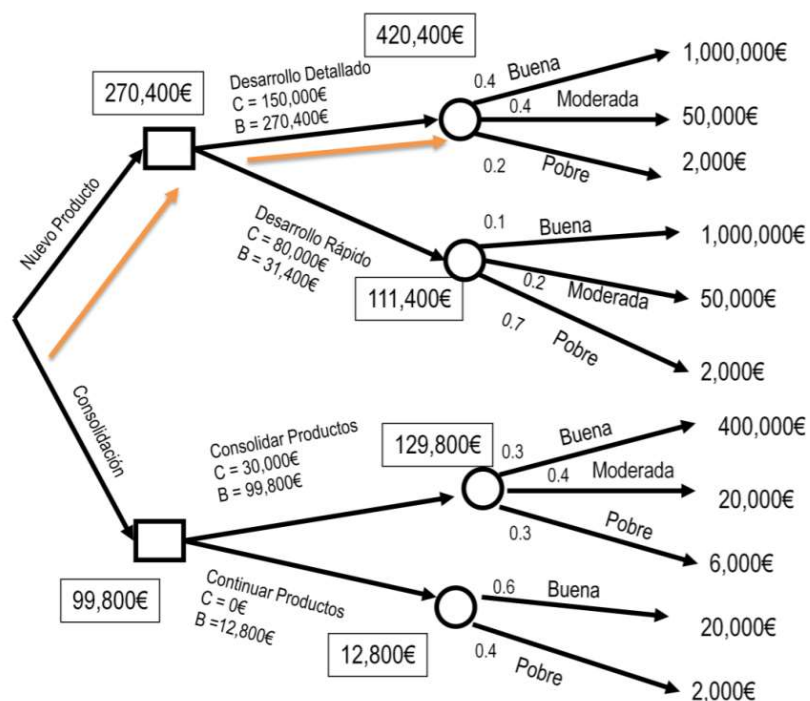 420,400€
270,400€
Desarrollo Detallado
C = 150,000€
B = 270,400€
0.4 Buena
1,000,000€
0.4 Moderada
50,000€
0.2 Pobre
2,000€
Nuevo Producto
Desarrollo Rápido
C = 80,000€
B = 31,400€
111,400€
0.1 Buena
1,000,000€
0.2 Moderada
50,000€
0.7 Pobre
2,000€
Consolidación
Consolidar Productos
C = 30,000€
B = 99,800€
129,800€
0.3 Buena
400,000€
0.4 Moderada
20,000€
0.3 Pobre
6,000€
99,800€
Continuar Productos
C = 0€
B =12,800€
12,800€
0.6 Buena
20,000€
0.4 Pobre
2,000€